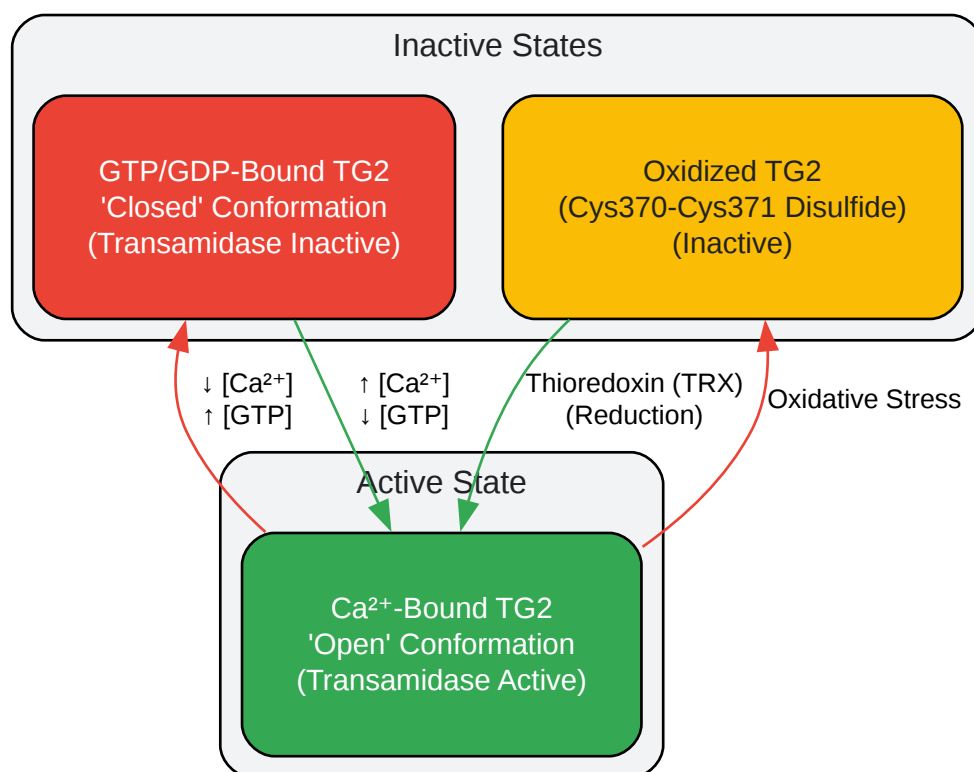 Inactive States
GTP/GDP-Bound TG2
'Closed' Conformation
(Transamidase Inactive)
Oxidized TG2
(Cys370-Cys371 Disulfide)
(Inactive)
↓ [Ca²⁺]
↑ [GTP]
↑ [Ca²⁺]
↓ [GTP]
Thioredoxin (TRX)
(Reduction)
Oxidative Stress
Active State
Ca²⁺-Bound TG2
'Open' Conformation
(Transamidase Active)